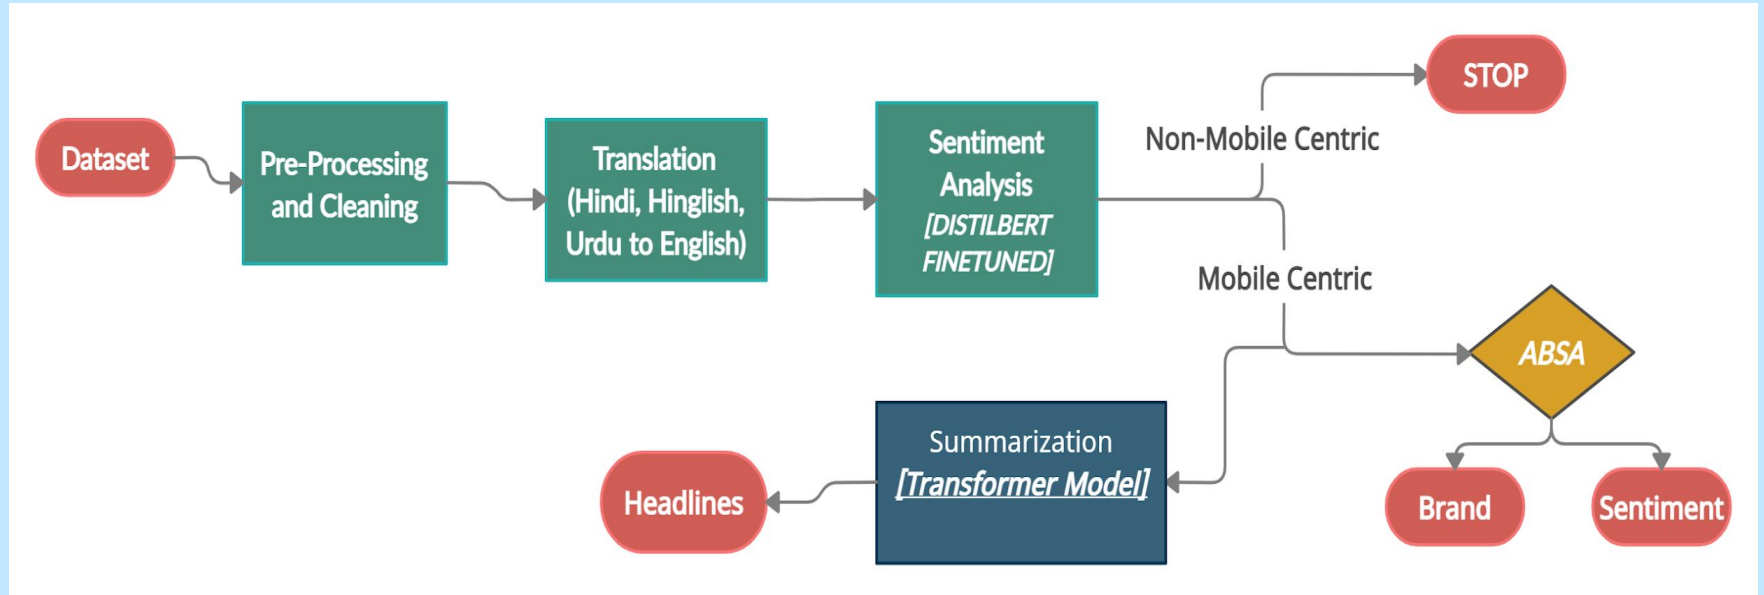 Dataset
Pre-Processing
and Cleaning
Translation
(Hindi, Hinglish,
Urdu to English)
Sentiment
Analysis
[DISTILBERT
FINETUNED]
Non-Mobile Centric
STOP
Mobile Centric
ABSA
Brand
Sentiment
Summarization
[Transformer Model]
Headlines